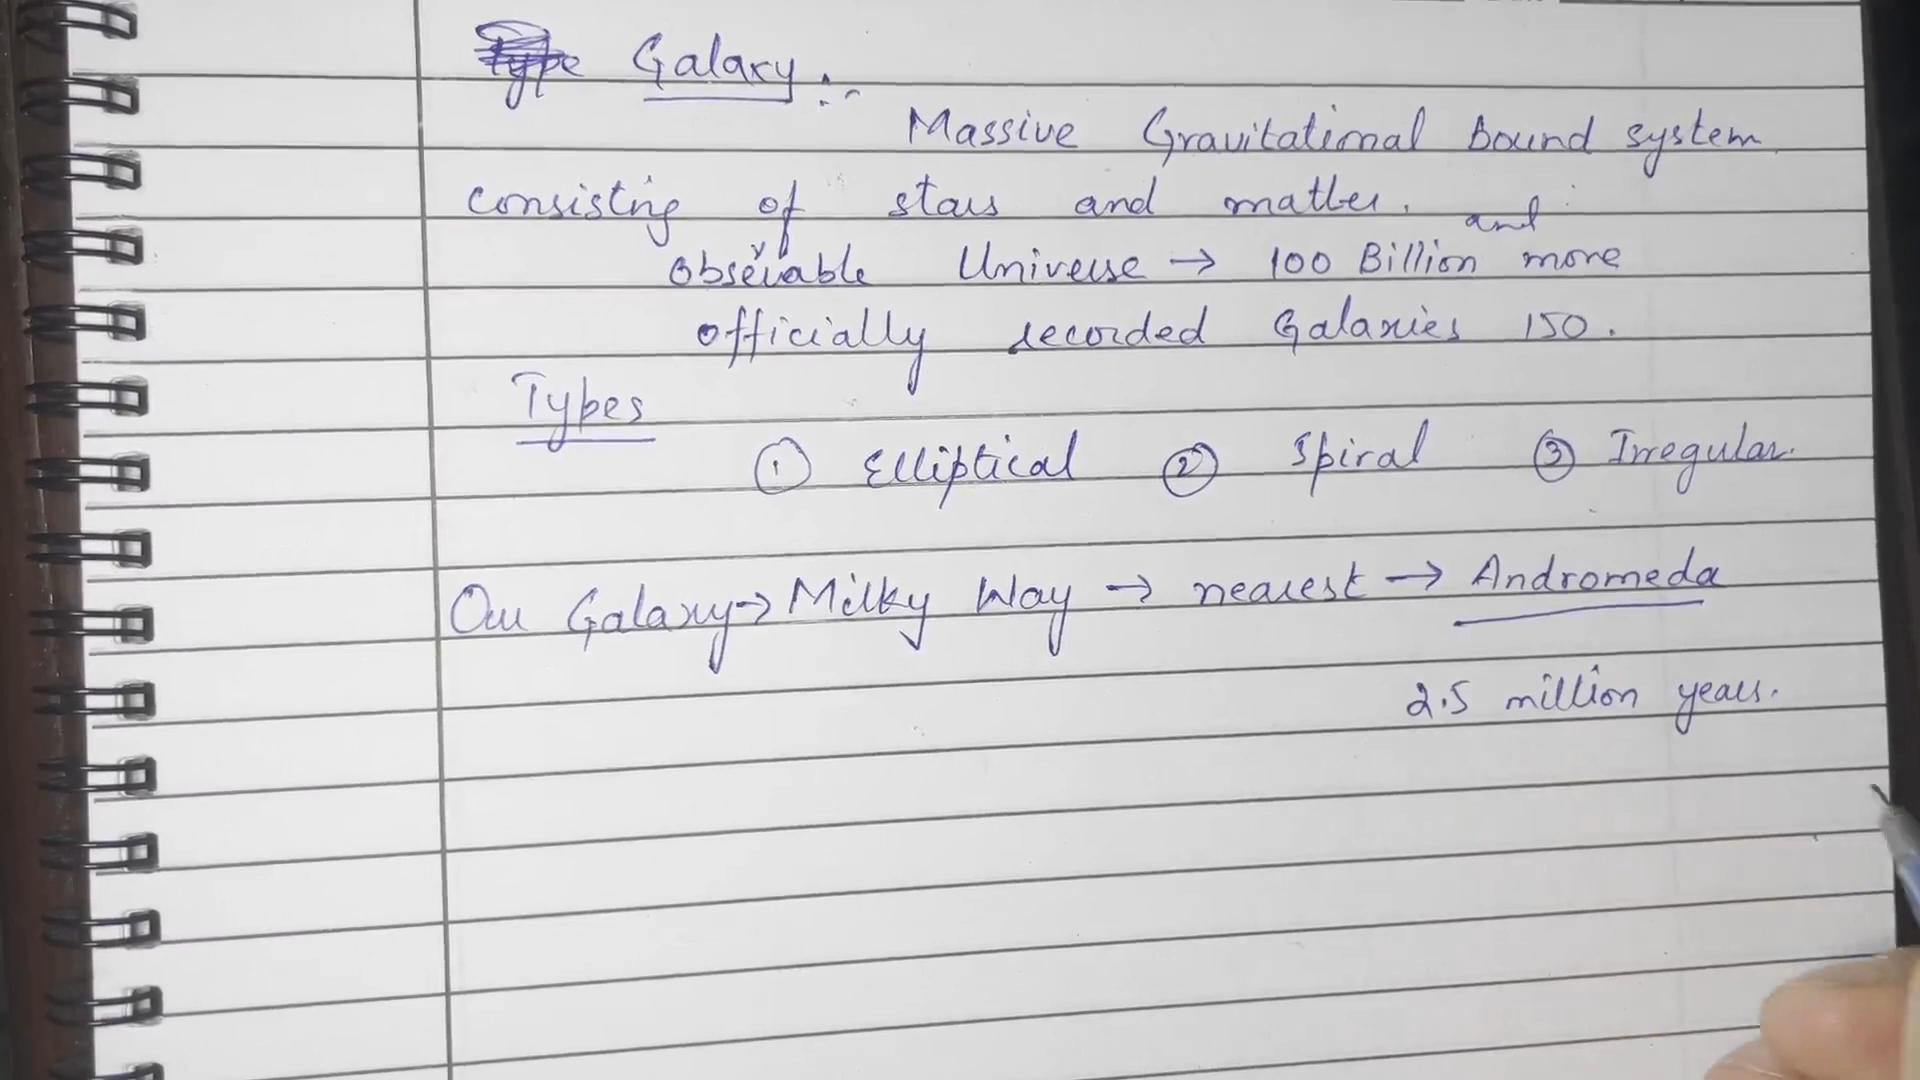 Type Galaxy :-
Massive Gravitational Bound system
consisting of stars and matter.
Observable Universe → 100 Billion and more
officially recorded Galaxies 150.
Types
① Elliptical ② Spiral ③ Irregular.
Our Galaxy → Milky Way → nearest → Andromeda
2.5 million years.